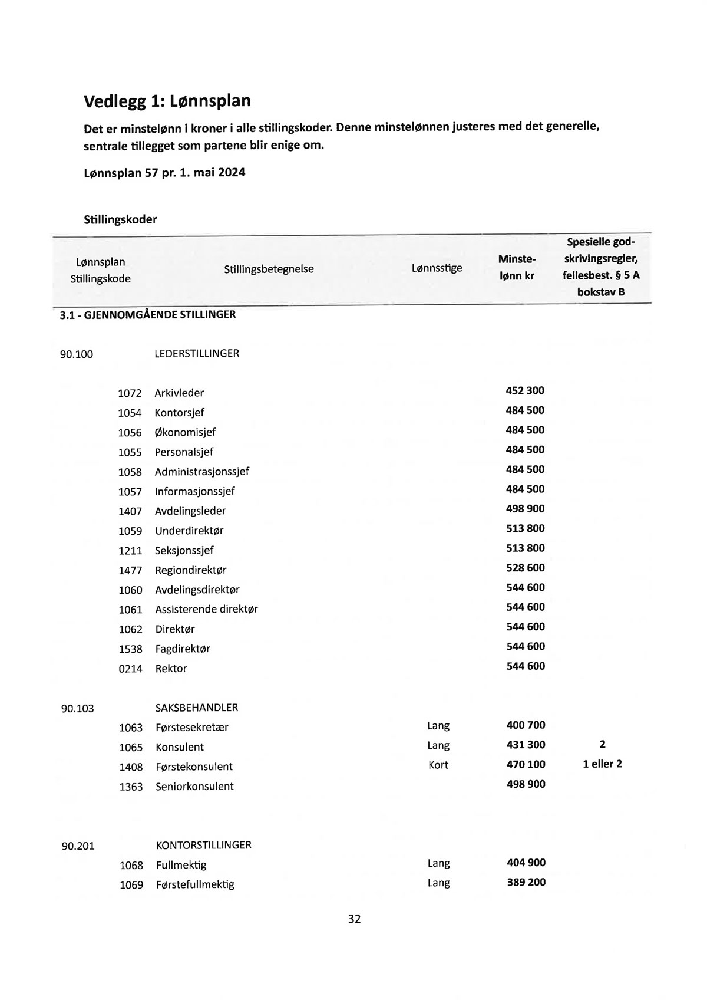 Vedlegg 1: Lønnsplan
Det er minstelønn i kroner i alle stillingskoder. Denne minstelønnen justeres med det generelle,
sentrale tillegget som partene blir enige om.
Lønnsplan 57 pr. 1. mai 2024
Stillingskoder
Lønnsplan
Stillingskode
Stillingsbetegnelse
Lønnsstige
Minste-
lønn kr
Spesielle god-
skrivingsregler,
fellesbest. § 5 A
bokstav B
3.1 - GJENNOMGÅENDE STILLINGER
90.100 LEDERSTILLINGER
1072 Arkivleder 452 300
1054 Kontorsjef 484 500
1056 Økonomisjef 484 500
1055 Personalsjef 484 500
1058 Administrasjonssjef 484 500
1057 Informasjonssjef 484 500
1407 Avdelingsleder 498 900
1059 Underdirektør 513 800
1211 Seksjonssjef 513 800
1477 Regiondirektør 528 600
1060 Avdelingsdirektør 544 600
1061 Assisterende direktør 544 600
1062 Direktør 544 600
1538 Fagdirektør 544 600
0214 Rektor 544 600
90.103 SAKSBEHANDLER
1063 Førstesekretær Lang 400 700
1065 Konsulent Lang 431 300 2
1408 Førstekonsulent Kort 470 100 1 eller 2
1363 Seniorkonsulent 498 900
90.201 KONTORSTILLINGER
1068 Fullmektig Lang 404 900
1069 Førstefullmektig Lang 389 200
32